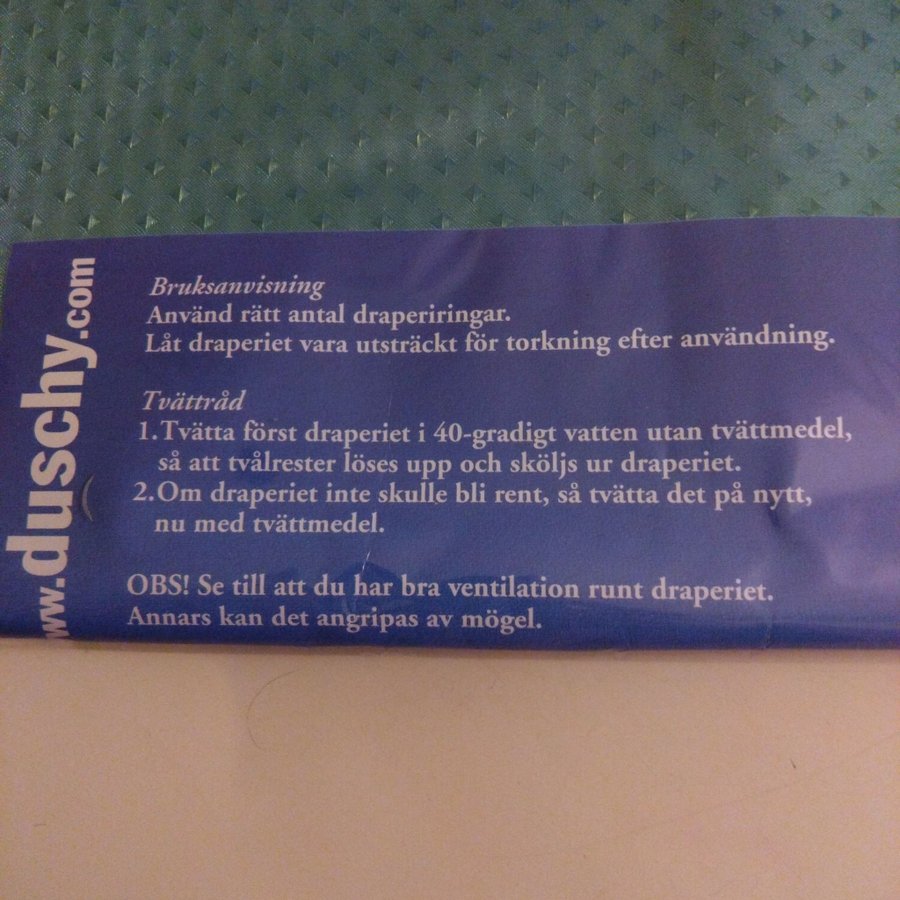 www.duschy.com
Bruksanvisning
Använd rätt antal draperiringar.
Låt draperiet vara utsträckt för torkning efter användning.
Tvättråd
1.Tvätta först draperiet i 40-gradigt vatten utan tvättmedel,
så att tvålrester löses upp och sköljs ur draperiet.
2.Om draperiet inte skulle bli rent, så tvätta det på nytt,
nu med tvättmedel.
OBS! Se till att du har bra ventilation runt draperiet.
Annars kan det angripas av mögel.